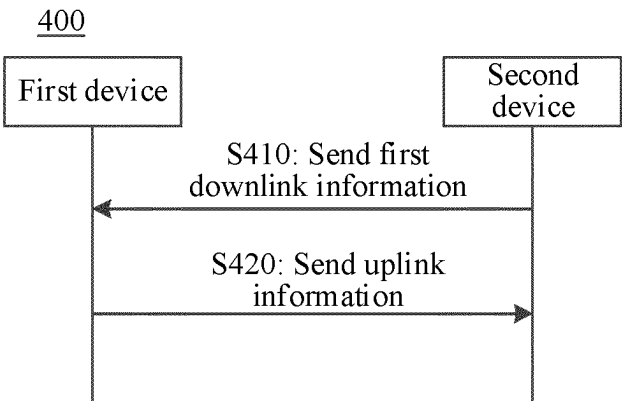 400
First device
Second
device
S410: Send first
downlink information
S420: Send uplink
information